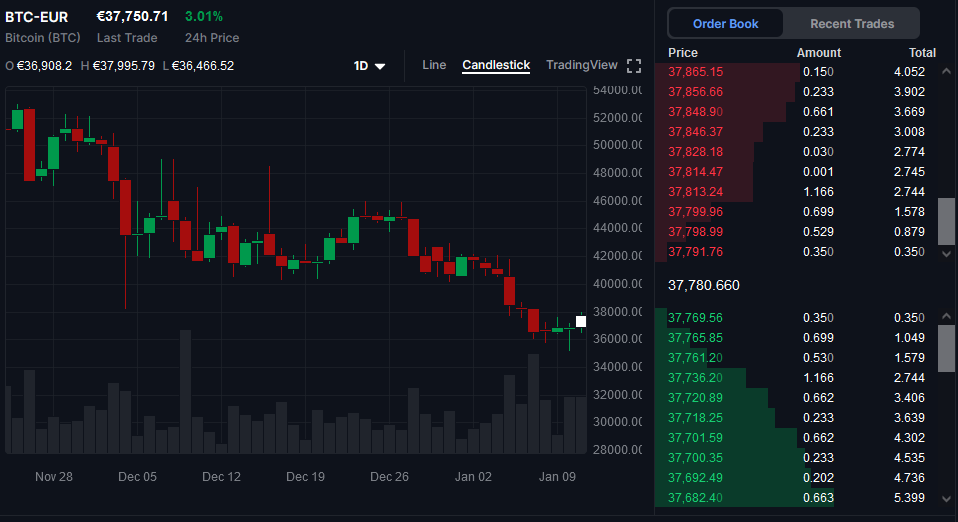 BTC-EUR €37,750.71 3.01%
Bitcoin (BTC) Last Trade 24h Price
O €36,908.2 H €37,995.79 L €36,466.52 1D Line Candlestick TradingView
54000.00
52000.00
50000.00
48000.00
46000.00
44000.00
42000.00
40000.00
38000.00
36000.00
34000.00
32000.00
30000.00
28000.00
Nov 28 Dec 05 Dec 12 Dec 19 Dec 26 Jan 02 Jan 09
Order Book Recent Trades
Price Amount Total
37,865.15 0.150 4.052
37,856.66 0.233 3.902
37,848.90 0.661 3.669
37,846.37 0.233 3.008
37,828.18 0.030 2.774
37,814.47 0.001 2.745
37,813.24 1.166 2.744
37,799.96 0.699 1.578
37,798.99 0.529 0.879
37,791.76 0.350 0.350
37,780.660
37,769.56 0.350 0.350
37,765.85 0.699 1.049
37,761.20 0.530 1.579
37,736.20 1.166 2.744
37,720.89 0.662 3.406
37,718.25 0.233 3.639
37,701.59 0.662 4.302
37,700.35 0.233 4.535
37,692.49 0.202 4.736
37,682.40 0.663 5.399